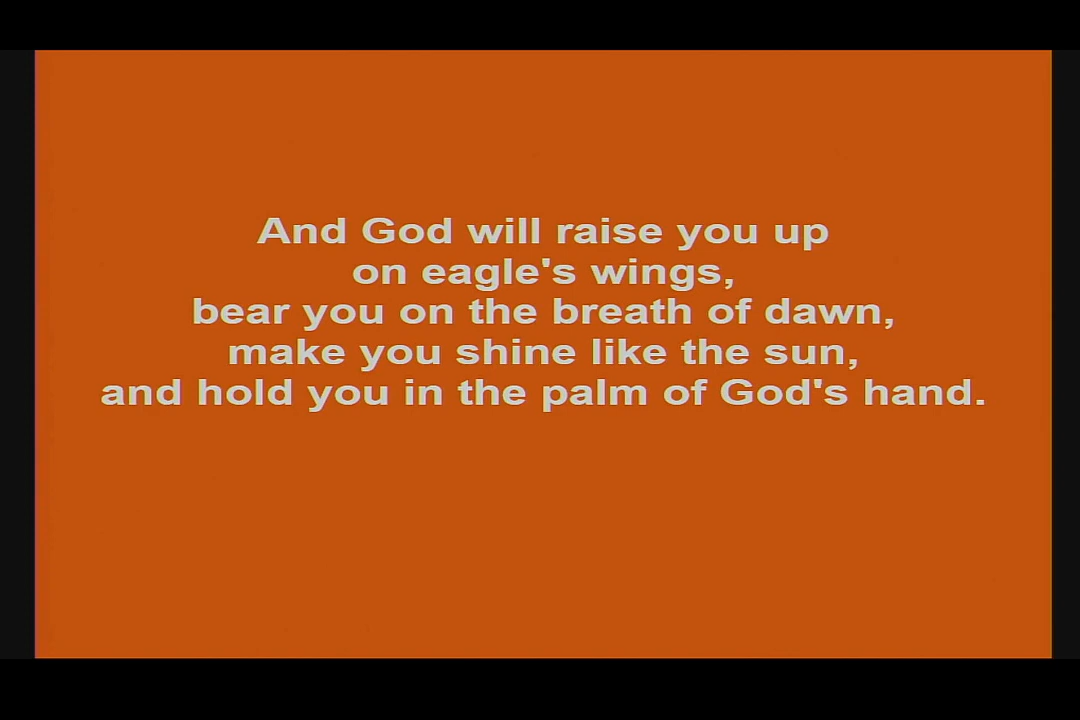 And God will raise you up
on eagle's wings,
bear you on the breath of dawn,
make you shine like the sun,
and hold you in the palm of God's hand.